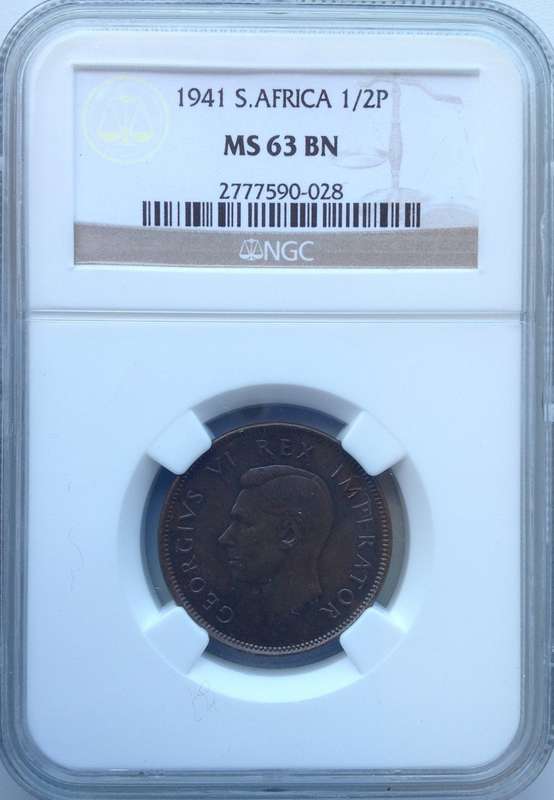 1941 S.AFRICA 1/2P
MS 63 BN
2777590-028
NGC
GEORGIVS VI REX IMPERATOR